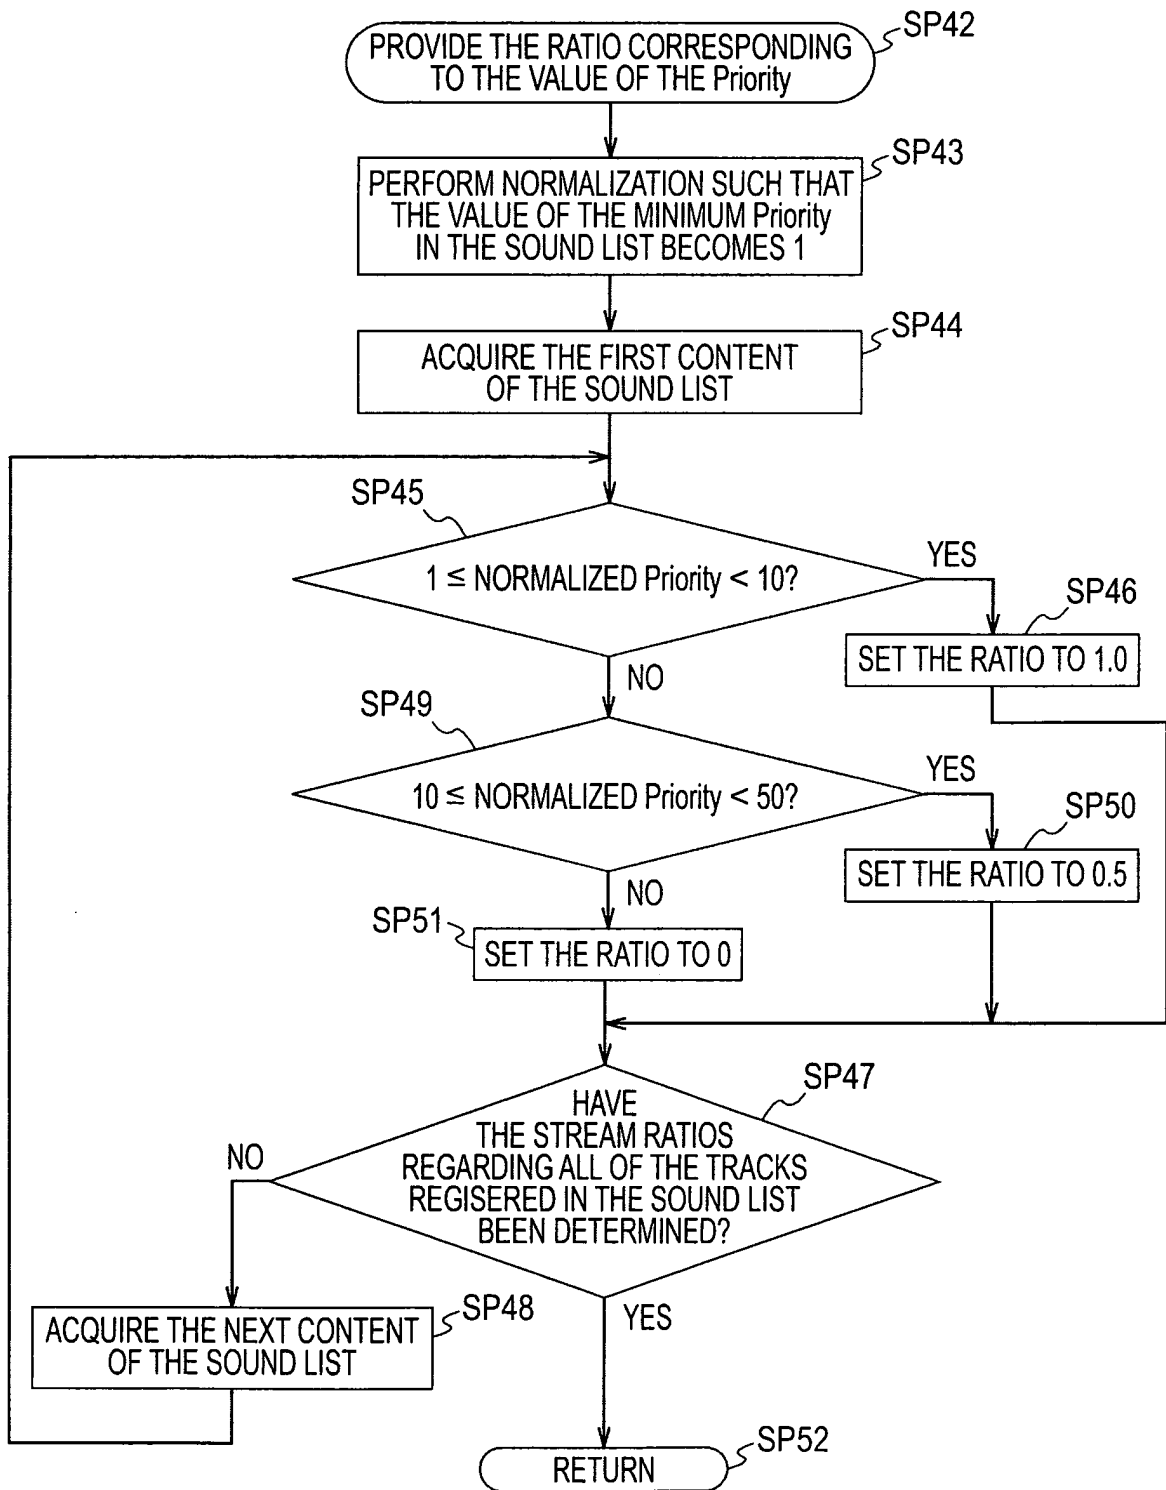 SP42
PROVIDE THE RATIO CORRESPONDING
TO THE VALUE OF THE Priority
SP43
PERFORM NORMALIZATION SUCH THAT
THE VALUE OF THE MINIMUM Priority
IN THE SOUND LIST BECOMES 1
SP44
ACQUIRE THE FIRST CONTENT
OF THE SOUND LIST
SP45
1 ≤ NORMALIZED Priority < 10?
YES
SP46
SET THE RATIO TO 1.0
NO
SP49
10 ≤ NORMALIZED Priority < 50?
YES
SP50
SET THE RATIO TO 0.5
NO
SP51
SET THE RATIO TO 0
SP47
HAVE
THE STREAM RATIOS
REGARDING ALL OF THE TRACKS
REGISERED IN THE SOUND LIST
BEEN DETERMINED?
NO
SP48
ACQUIRE THE NEXT CONTENT
OF THE SOUND LIST
YES
SP52
RETURN